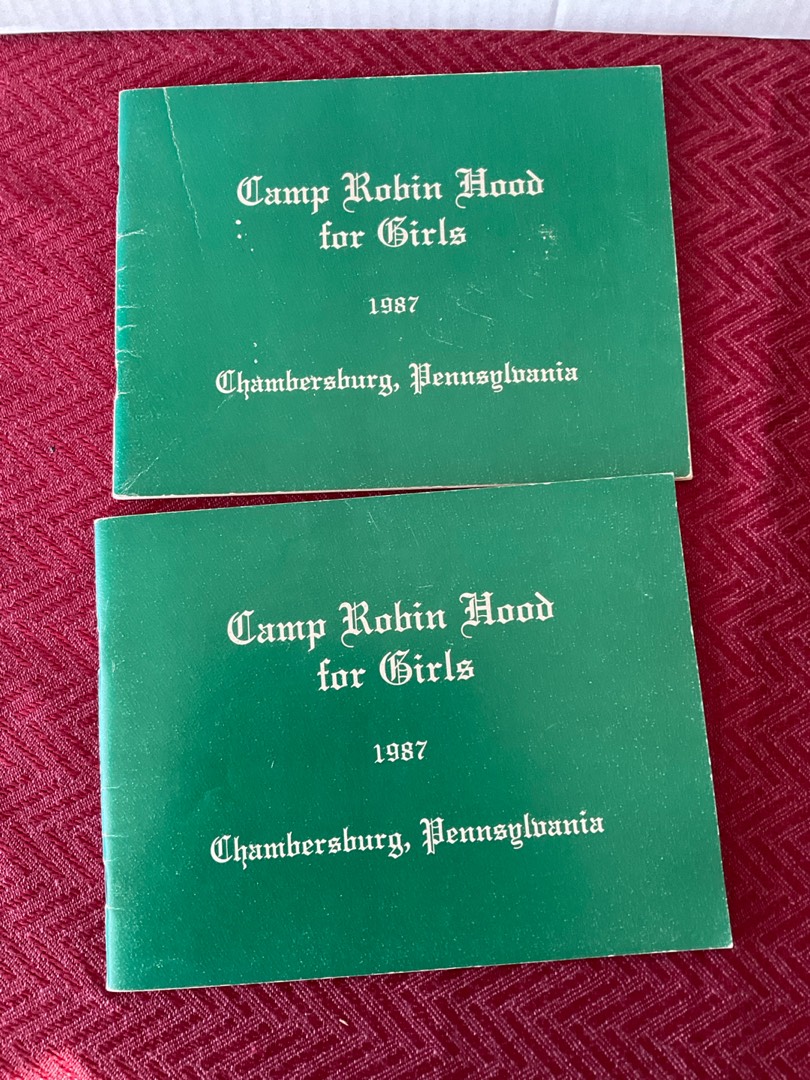 Camp Robin Hood
for Girls
1987
Chambersburg, Pennsylvania
Camp Robin Hood
for Girls
1987
Chambersburg, Pennsylvania